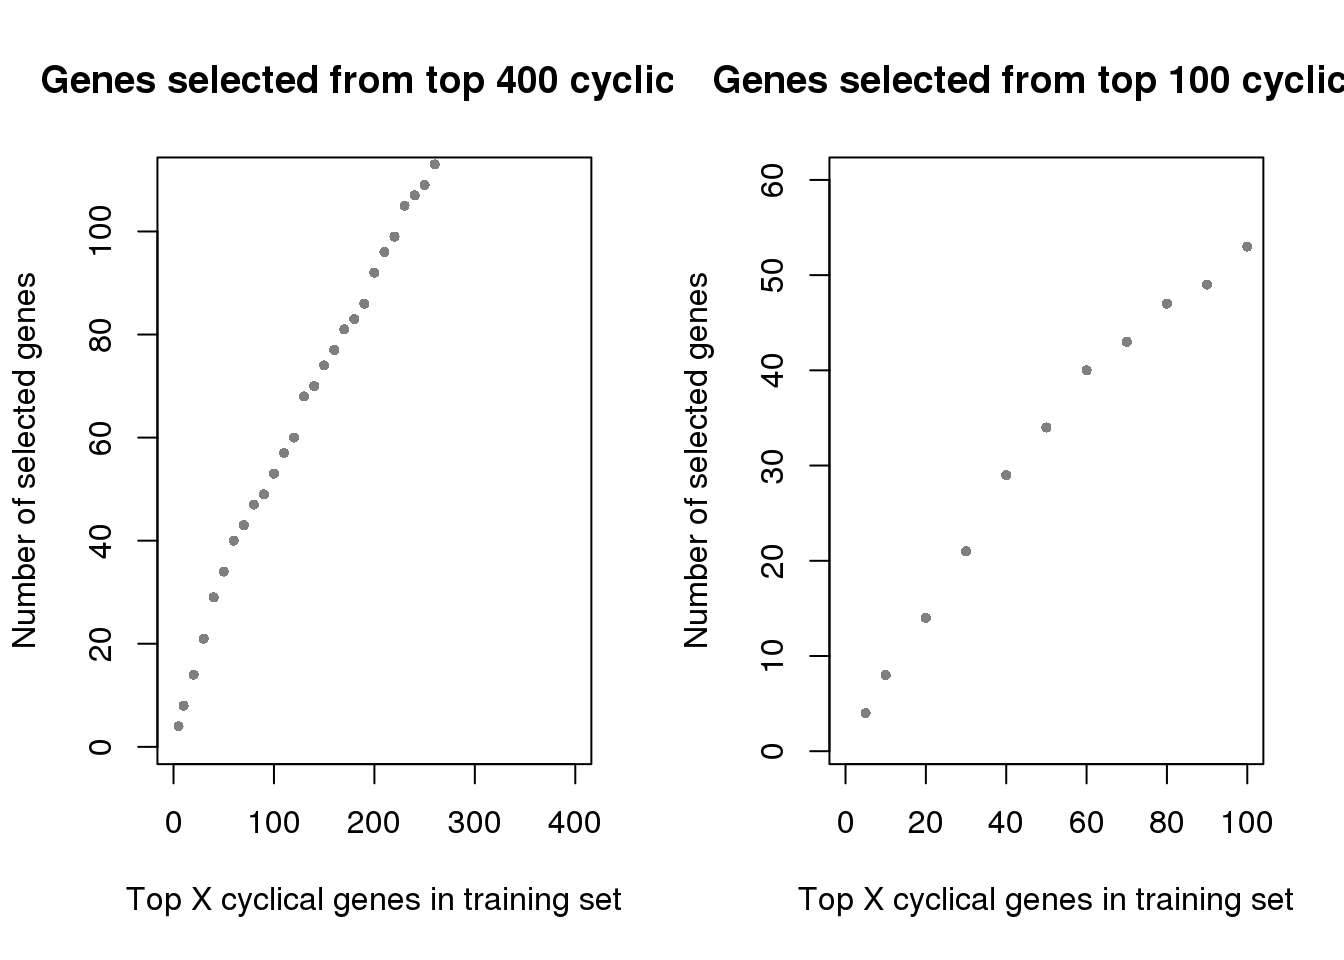 Genes selected from top 400 cyclic
Number of selected genes
100
80
60
40
20
0
0 100 200 300 400
Top X cyclical genes in training set
Genes selected from top 100 cyclic
Number of selected genes
60
50
40
30
20
10
0
0 20 40 60 80 100
Top X cyclical genes in training set